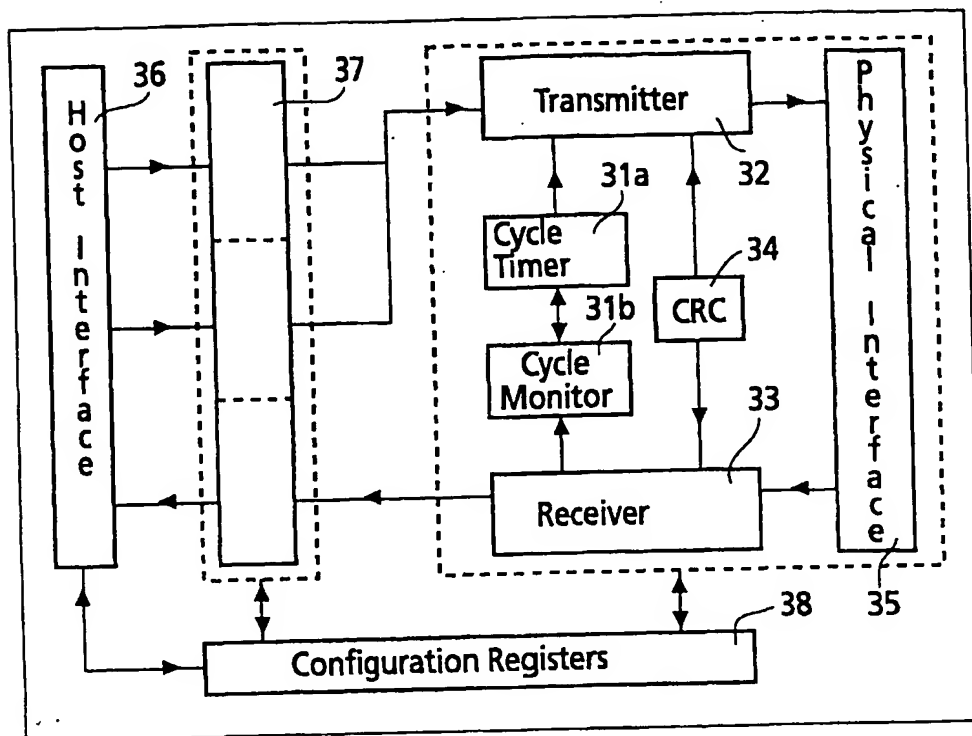 36
Host Interface
37
Transmitter
32
Physical Interface
35
31a
Cycle
Timer
34
CRC
31b
Cycle
Monitor
33
Receiver
38
Configuration Registers